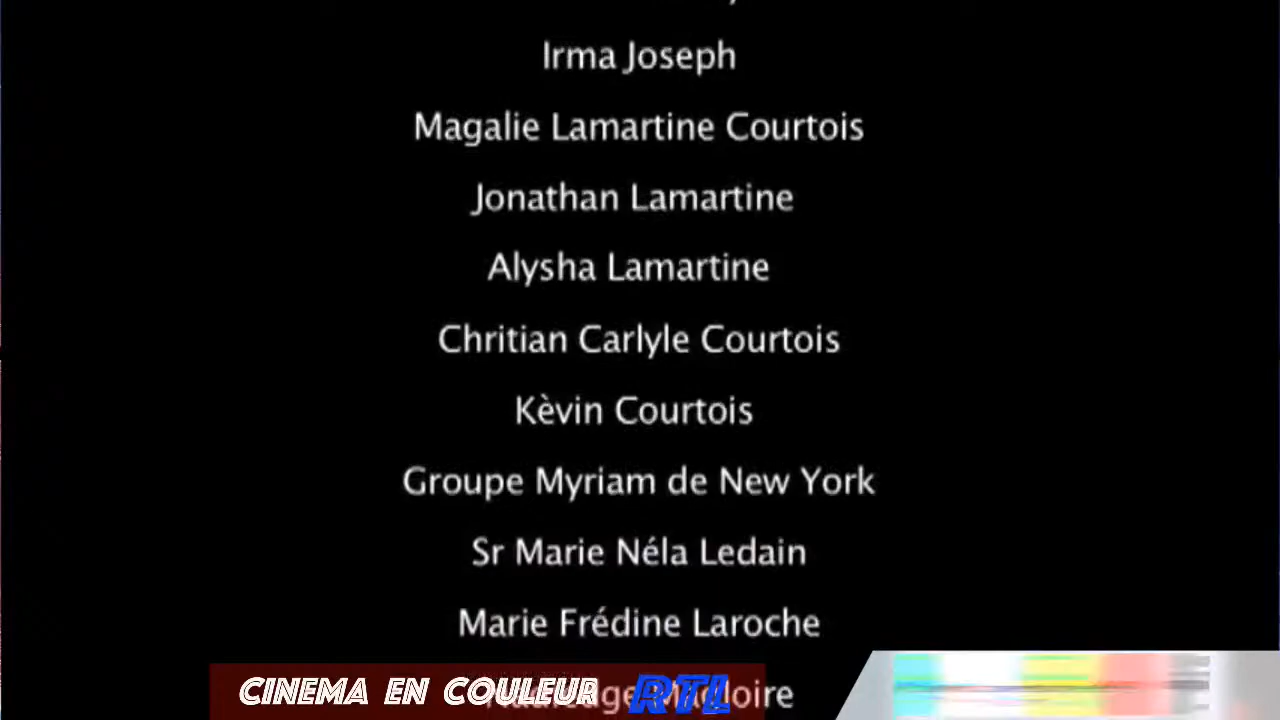 Irma Joseph
Magalie Lamartine Courtois
Jonathan Lamartine
Alysha Lamartine
Chritian Carlyle Courtois
Kèvin Courtois
Groupe Myriam de New York
Sr Marie Néla Ledain
Marie Frédine Laroche
CINEMA EN COULEUR RTL